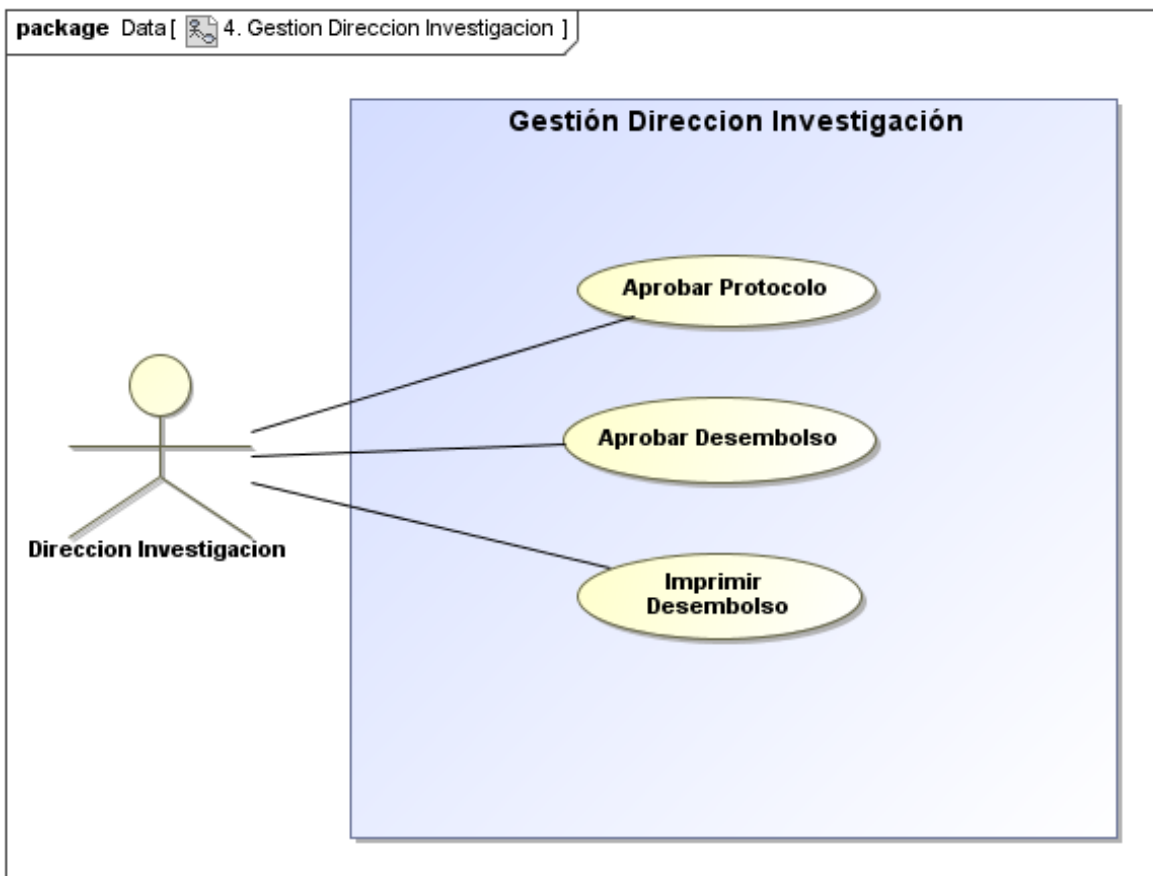 package Data [ 4. Gestion Direccion Investigacion ]
Gestión Direccion Investigación
Aprobar Protocolo
Aprobar Desembolso
Direccion Investigacion
Imprimir
Desembolso